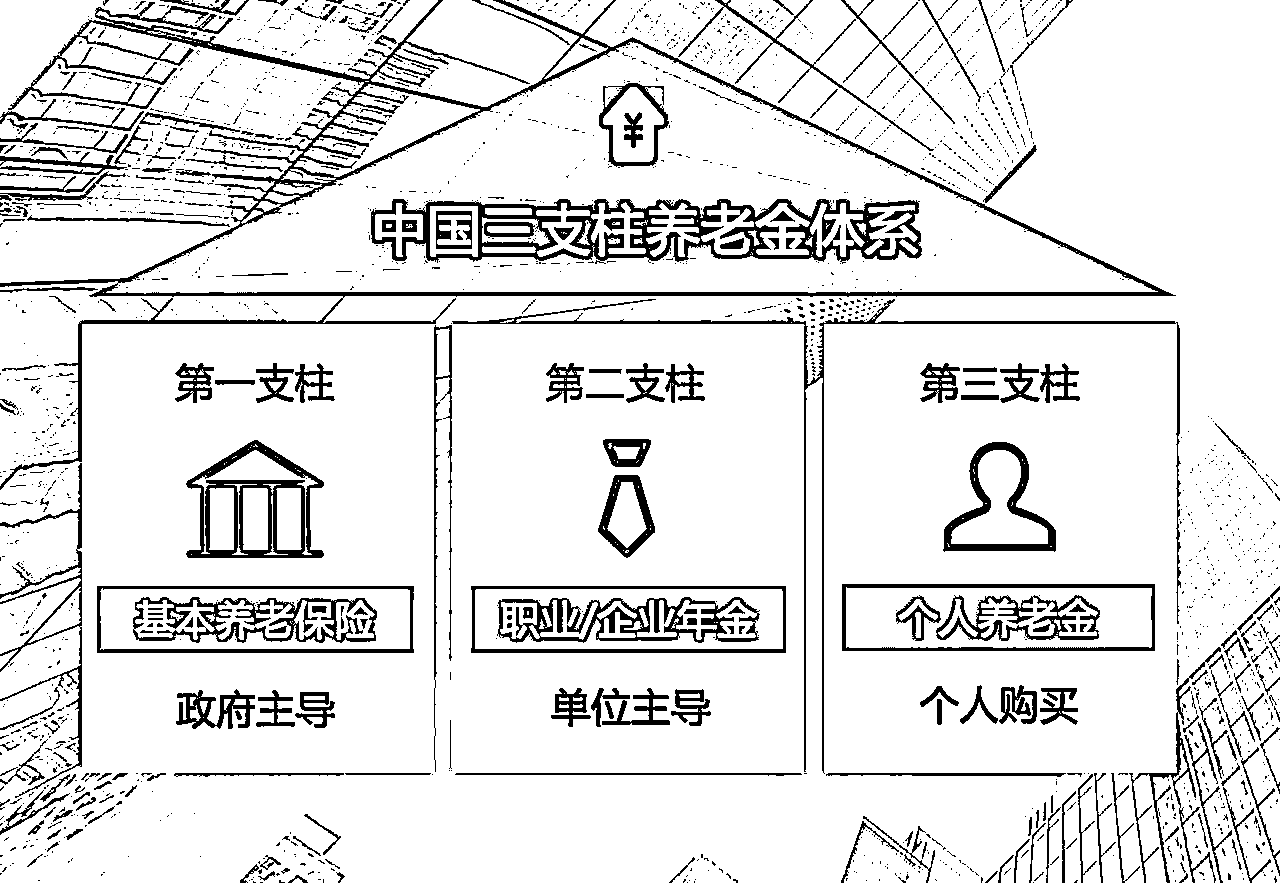 ¥
中国三支柱养老金体系
第一支柱
基本养老保险
政府主导
第二支柱
职业/企业年金
单位主导
第三支柱
个人养老金
个人购买